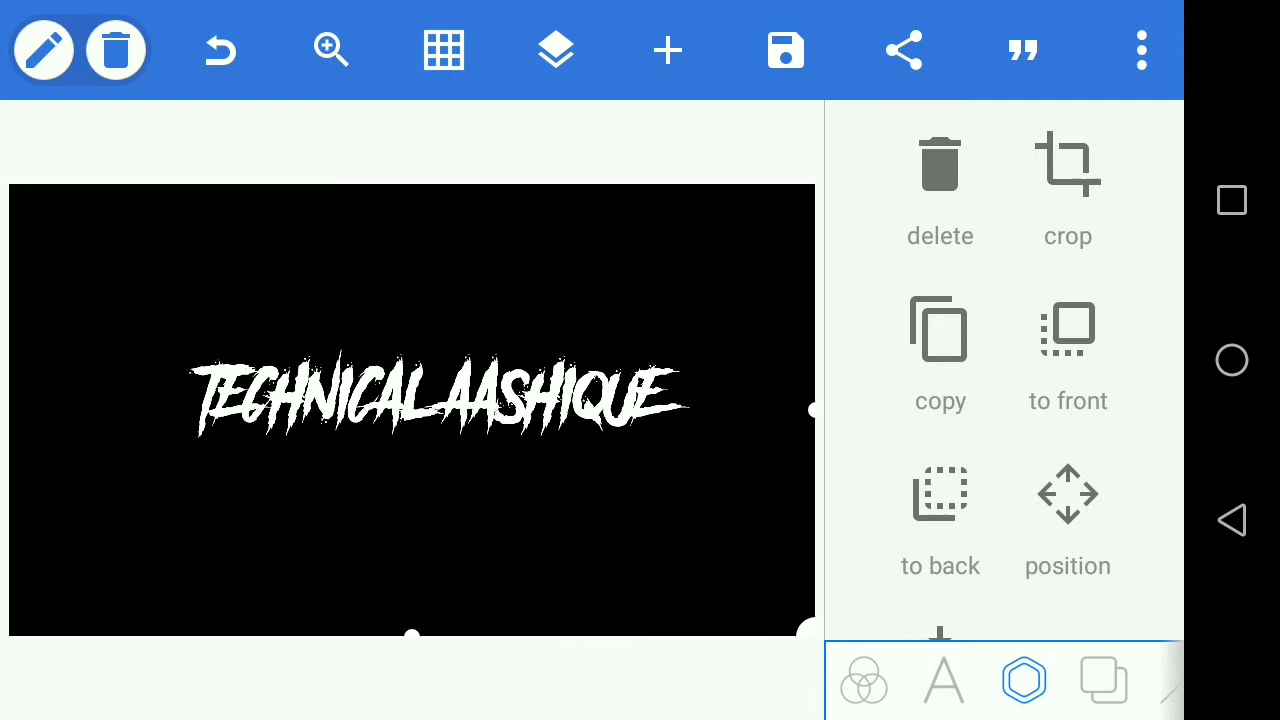 TECHNICAL AASHIQUE
delete
crop
copy
to front
to back
position